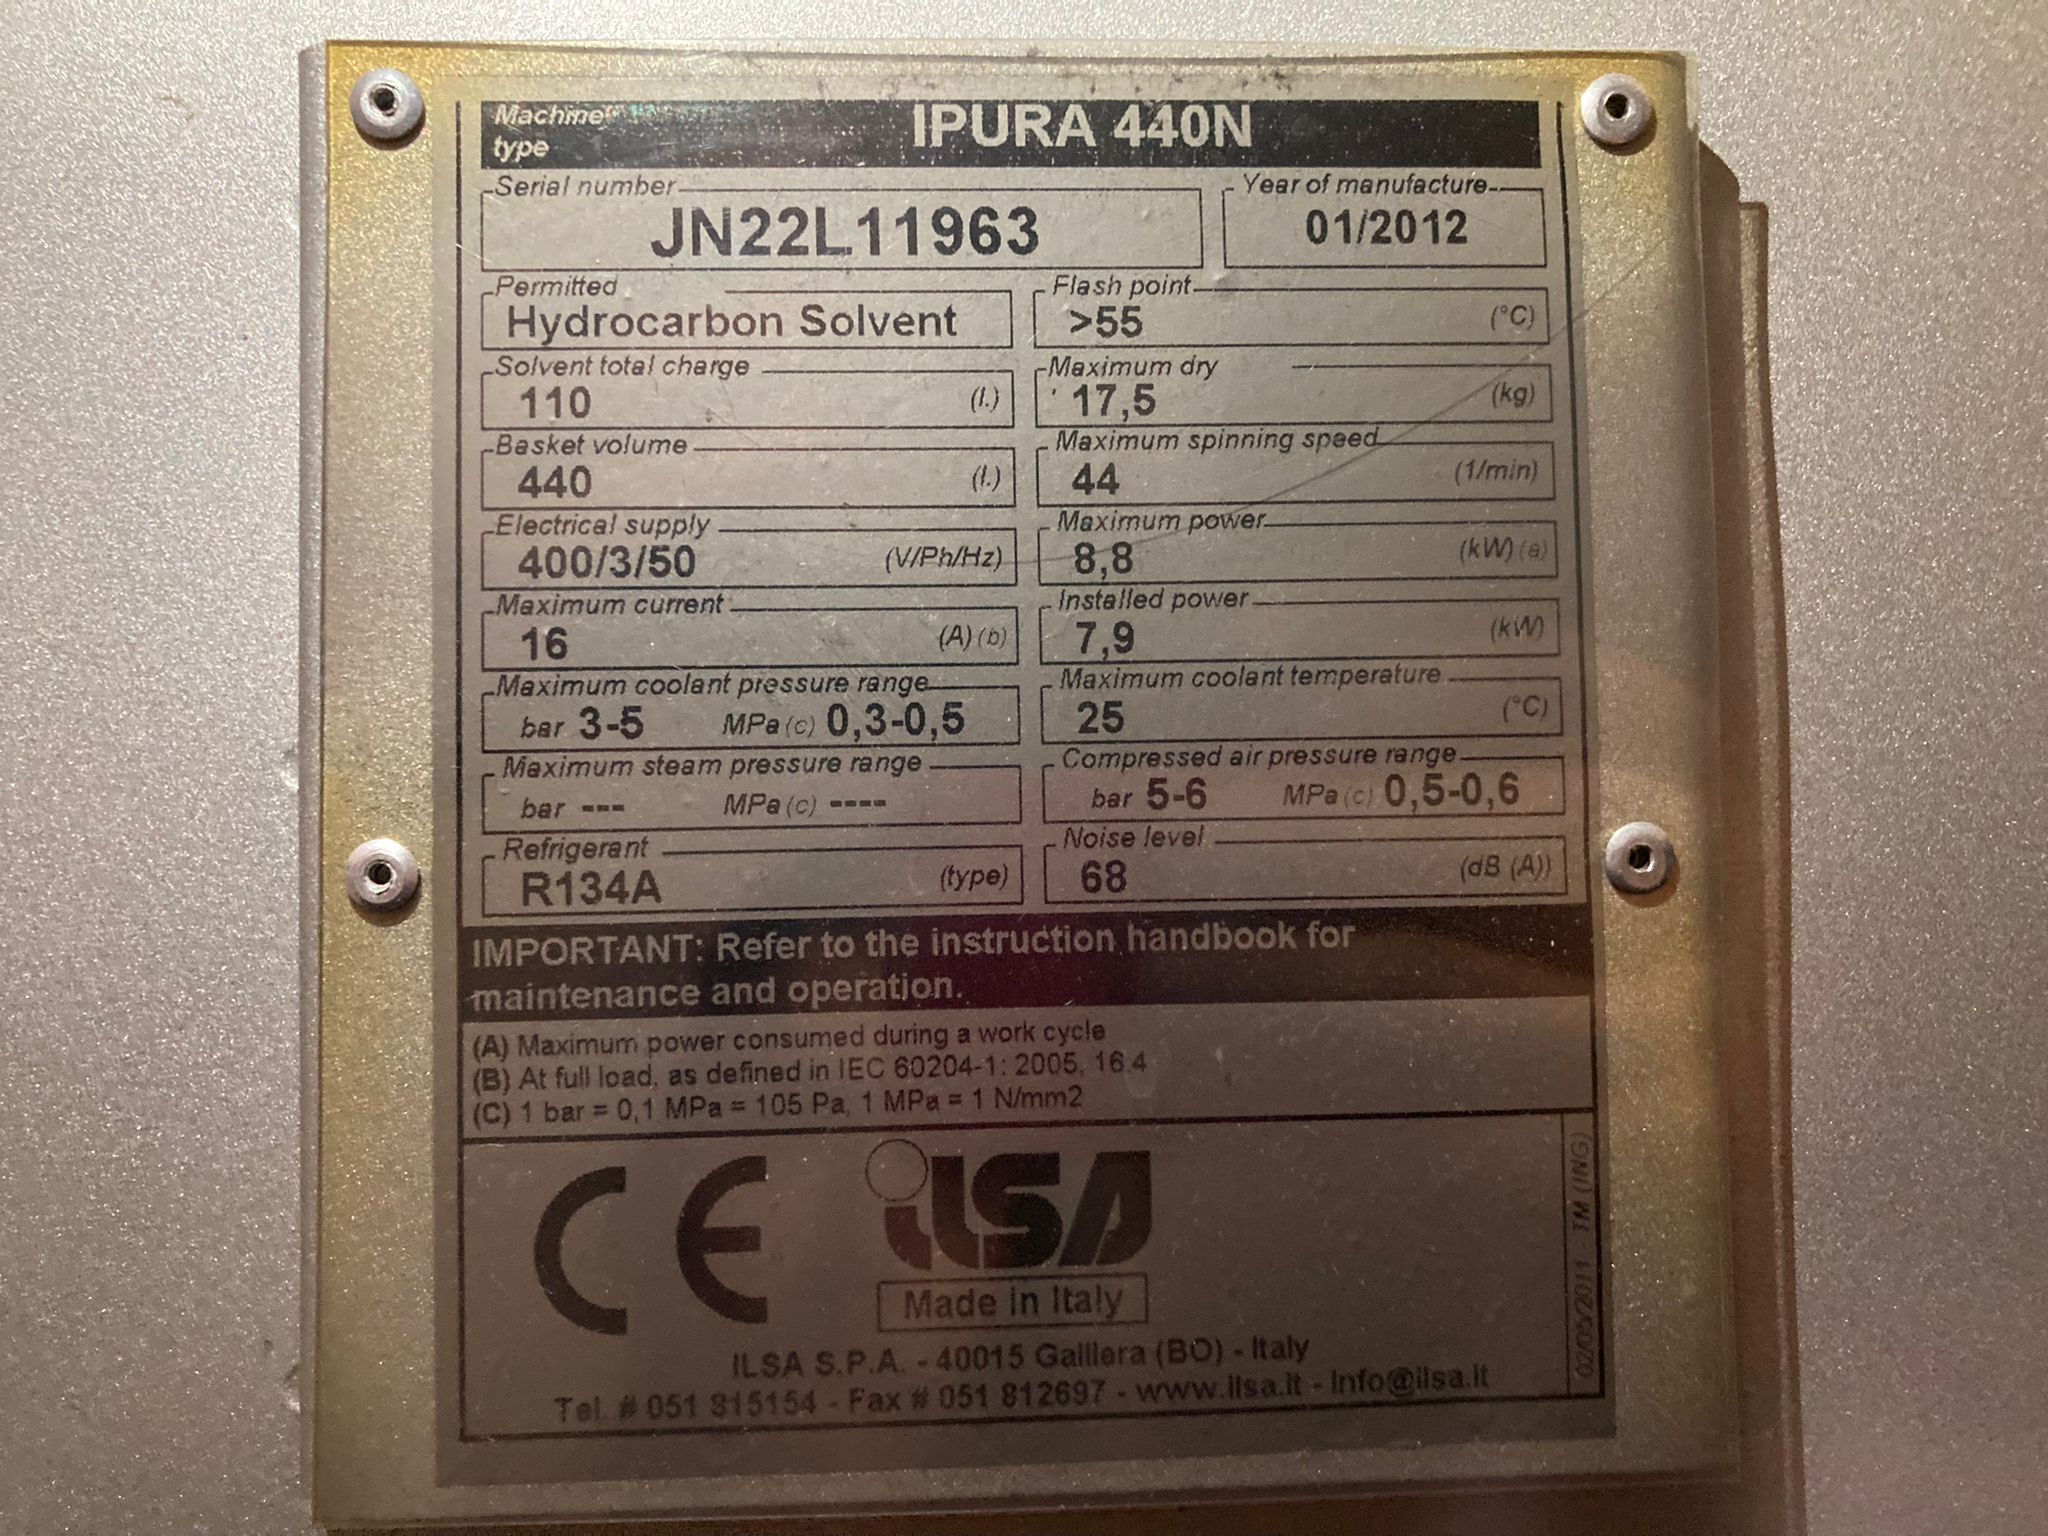 Machine IPURA 440N
type
Serial number Year of manufacture
JN22L11963 01/2012
Permitted Flash point
Hydrocarbon Solvent >55 (°C)
Solvent total charge Maximum dry
110 (l.) 17,5 (kg)
Basket volume Maximum spinning speed
440 (l.) 44 (1/min)
Electrical supply Maximum power
400/3/50 (V/Ph/Hz) 8,8 (kW) (a)
Maximum current Installed power
16 (A) (b) 7,9 (kW)
Maximum coolant pressure range Maximum coolant temperature
bar 3-5 MPa (c) 0,3-0,5 25 (°C)
Maximum steam pressure range Compressed air pressure range
bar --- MPa (c) ---- bar 5-6 MPa (c) 0,5-0,6
Refrigerant Noise level
R134A (type) 68 (dB (A))
IMPORTANT: Refer to the instruction handbook for
maintenance and operation.
(A) Maximum power consumed during a work cycle
(B) At full load, as defined in IEC 60204-1: 2005, 16.4
(C) 1 bar = 0,1 MPa = 105 Pa, 1 MPa = 1 N/mm2
CE ilsa
Made in Italy
ILSA S.P.A. - 40015 Galliera (BO) - Italy
Tel. # 051 815154 - Fax # 051 812697 - www.ilsa.it - info@ilsa.it
02/05/2011 TM (ING)